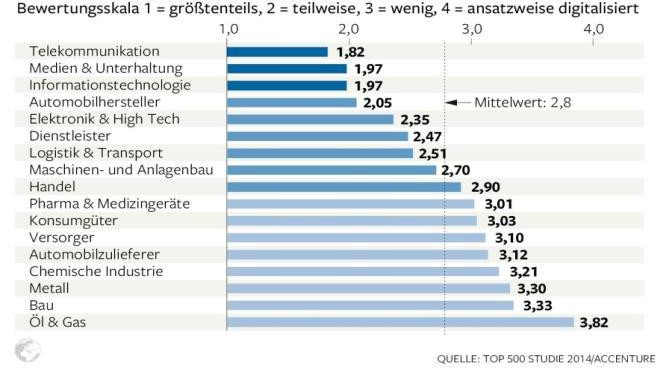 Bewertungsskala 1 = größtenteils, 2 = teilweise, 3 = wenig, 4 = ansatzweise digitalisiert
1,0 2,0 3,0 4,0
Telekommunikation 1,82
Medien & Unterhaltung 1,97
Informationstechnologie 1,97
Automobilhersteller 2,05 Mittelwert: 2,8
Elektronik & High Tech 2,35
Dienstleister 2,47
Logistik & Transport 2,51
Maschinen- und Anlagenbau 2,70
Handel 2,90
Pharma & Medizingeräte 3,01
Konsumgüter 3,03
Versorger 3,10
Automobilzulieferer 3,12
Chemische Industrie 3,21
Metall 3,30
Bau 3,33
Öl & Gas 3,82
QUELLE: TOP 500 STUDIE 2014/ACCENTURE